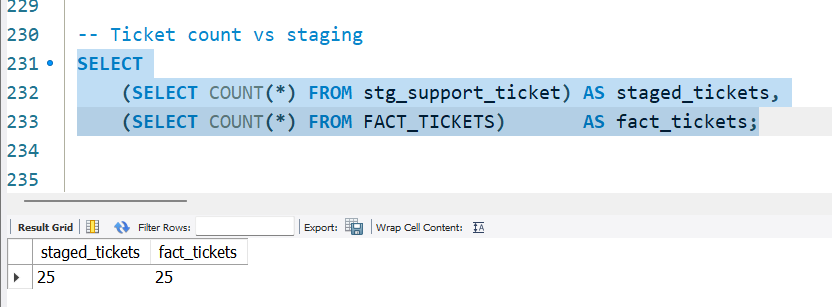 229
230 -- Ticket count vs staging
231 SELECT
232 (SELECT COUNT(*) FROM stg_support_ticket) AS staged_tickets,
233 (SELECT COUNT(*) FROM FACT_TICKETS) AS fact_tickets;
234
235
Result Grid Filter Rows: Export: Wrap Cell Content:
staged_tickets fact_tickets
25 25